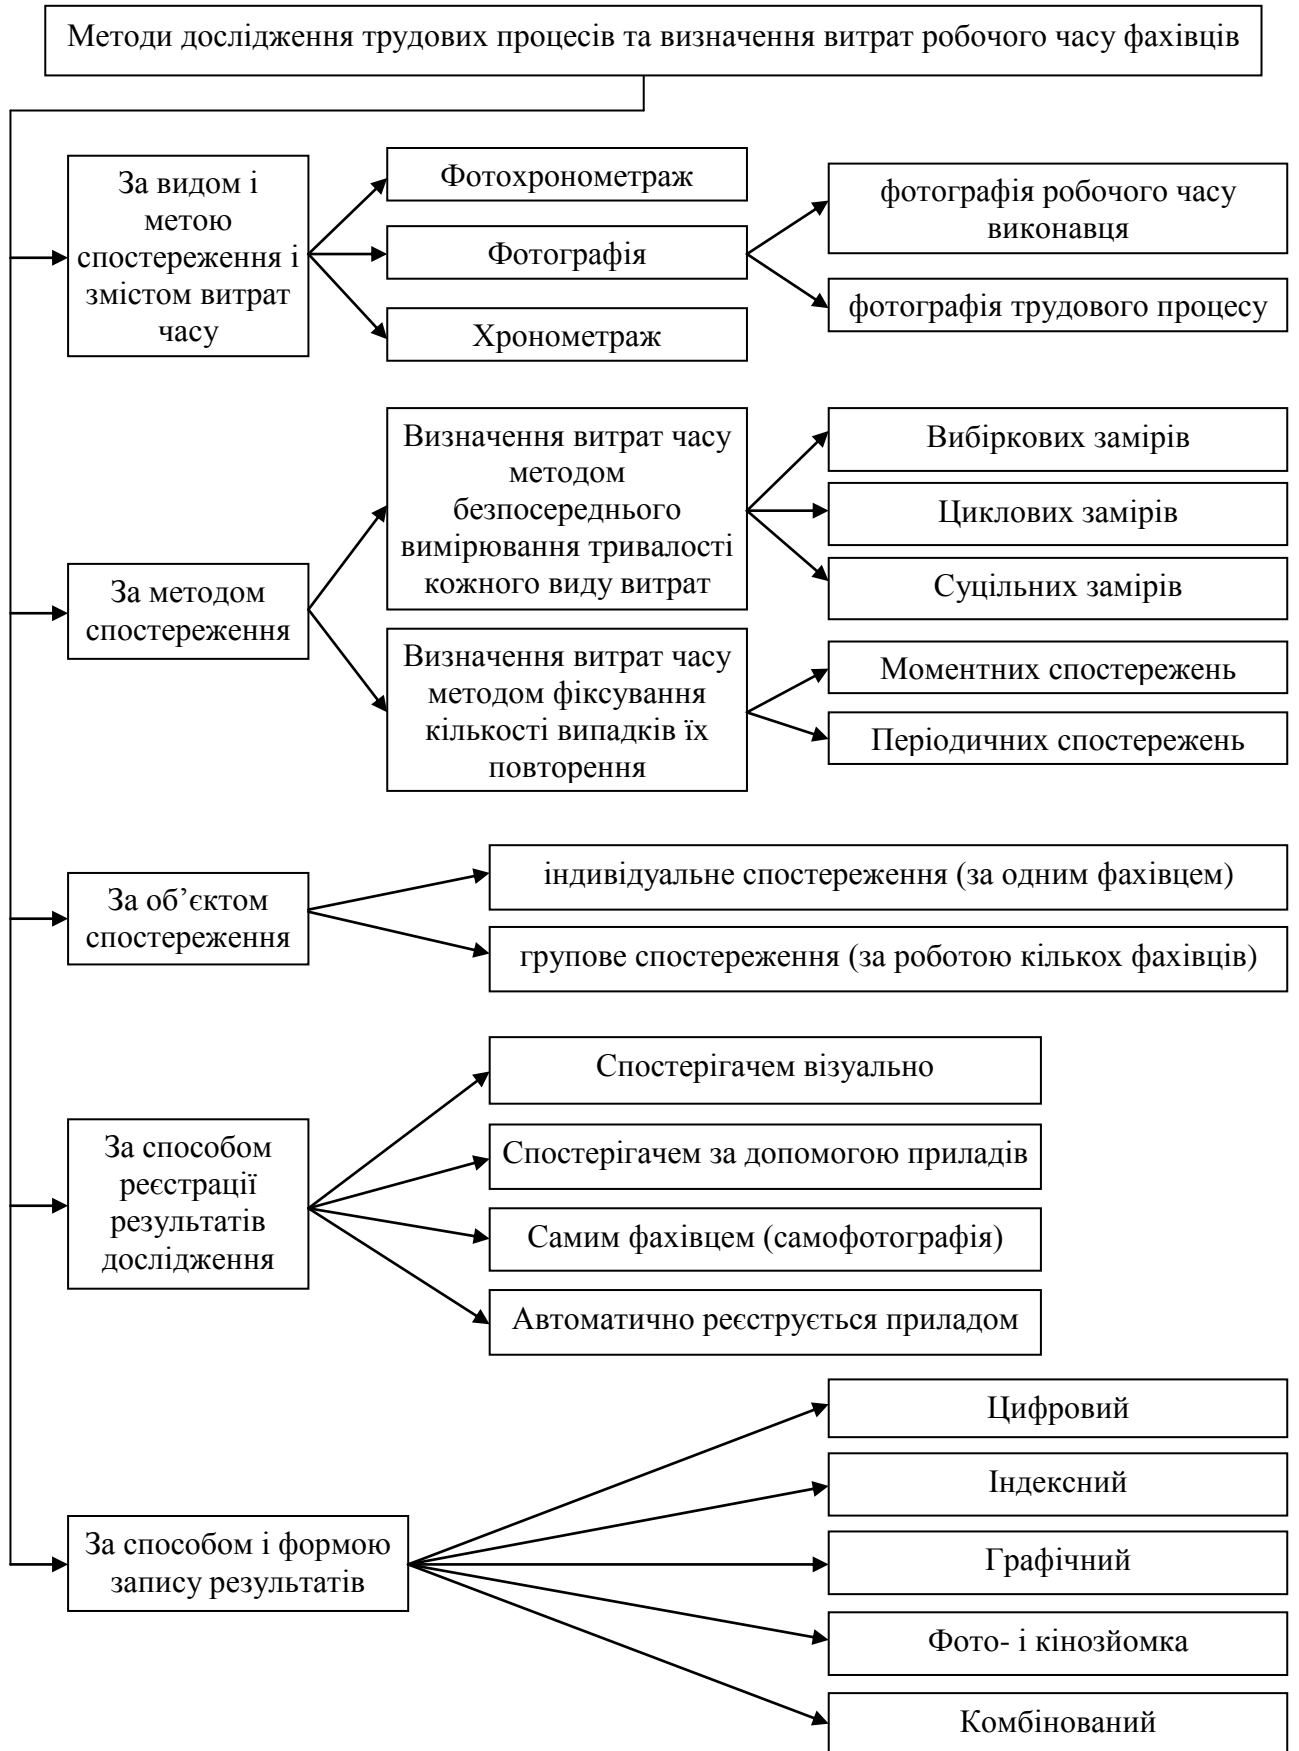 Методи дослідження трудових процесів та визначення витрат робочого часу фахівців
За видом і
метою
спостереження і
змістом витрат
часу
Фотохронометраж
Фотографія
Хронометраж
фотографія робочого часу
виконавця
фотографія трудового процесу
За методом
спостереження
Визначення витрат часу
методом
безпосереднього
вимірювання тривалості
кожного виду витрат
Вибіркових замірів
Циклових замірів
Суцільних замірів
Визначення витрат часу
методом фіксування
кількості випадків їх
повторення
Моментних спостережень
Періодичних спостережень
За об’єктом
спостереження
індивідуальне спостереження (за одним фахівцем)
групове спостереження (за роботою кількох фахівців)
За способом
реєстрації
результатів
дослідження
Спостерігачем візуально
Спостерігачем за допомогою приладів
Самим фахівцем (самофотографія)
Автоматично реєструється приладом
За способом і формою
запису результатів
Цифровий
Індексний
Графічний
Фото- і кінозйомка
Комбінований